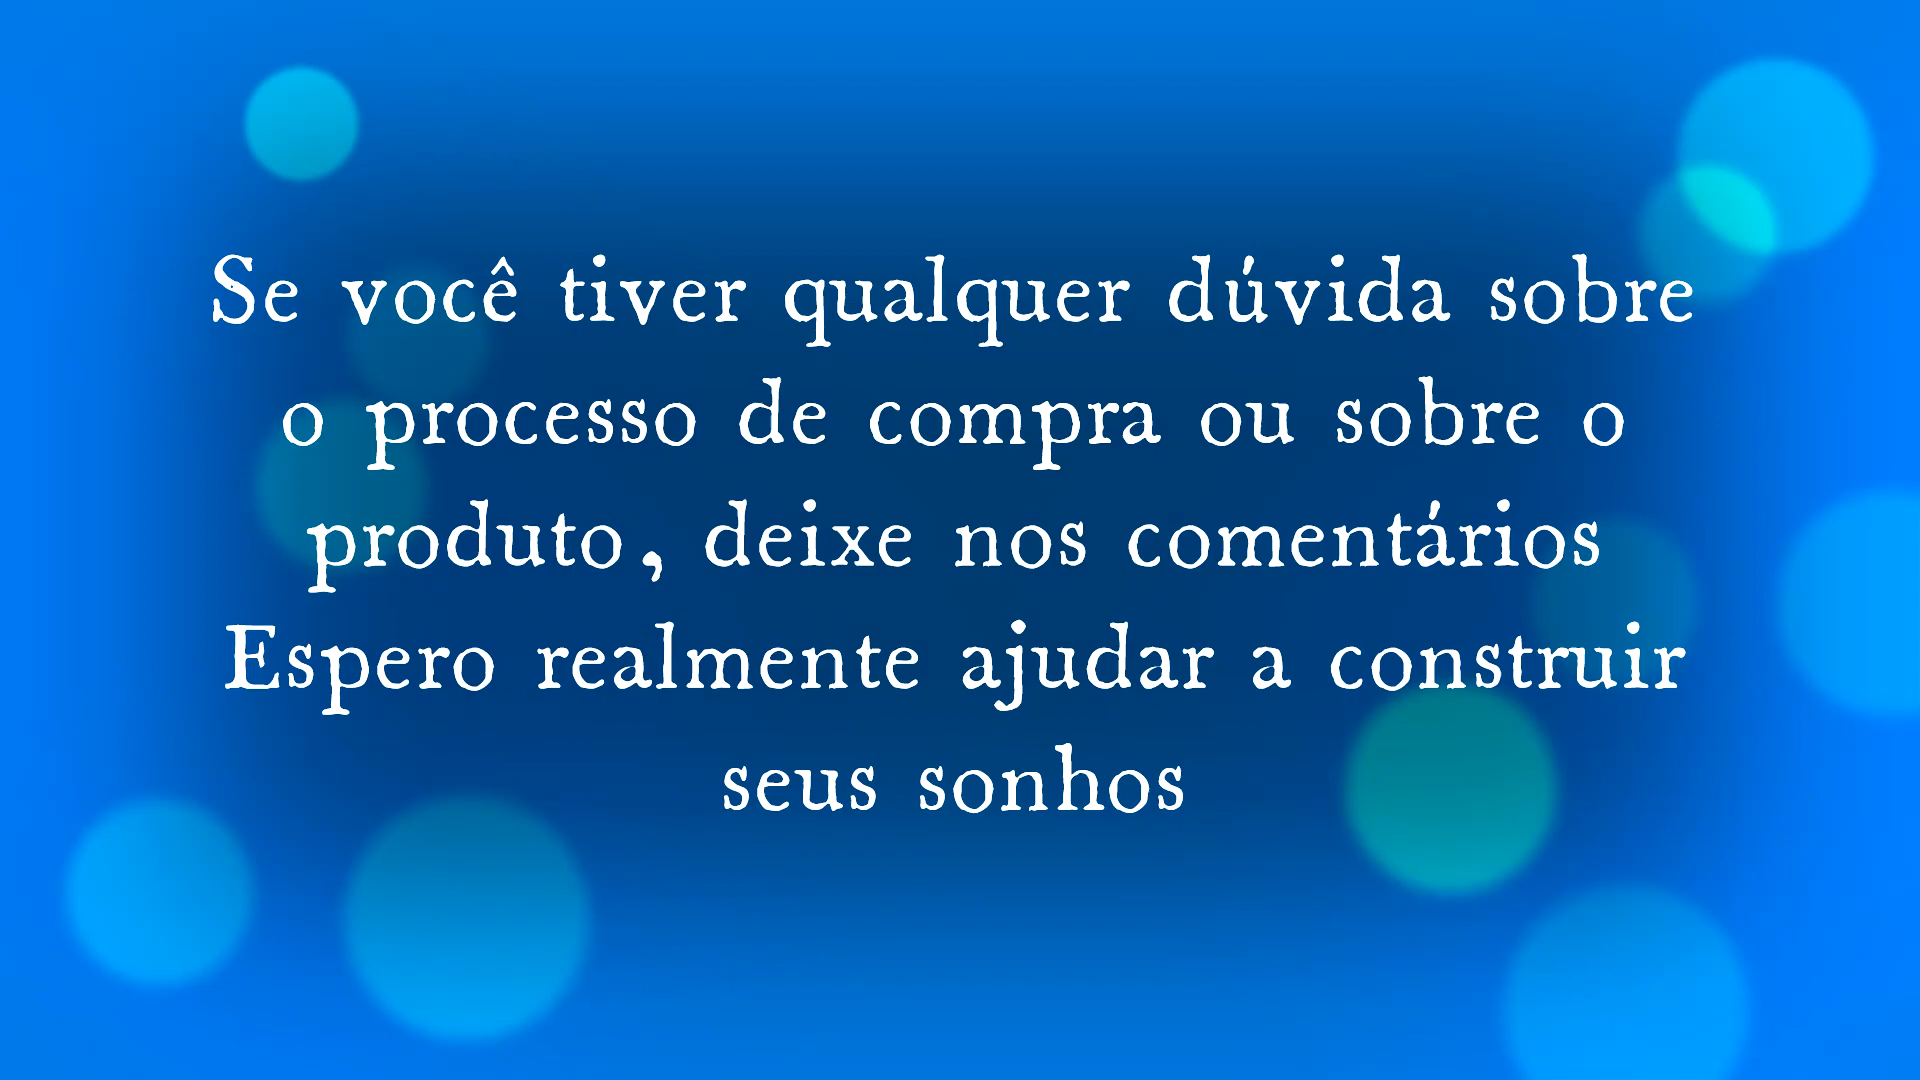 Se você tiver qualquer dúvida sobre
o processo de compra ou sobre o
produto, deixe nos comentários
Espero realmente ajudar a construir
seus sonhos